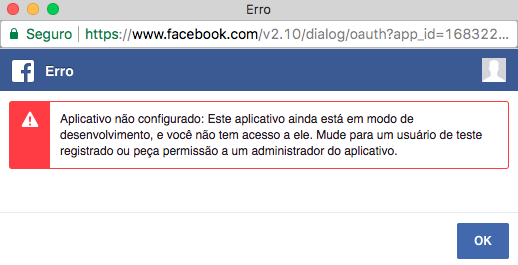 Erro
Seguro https://www.facebook.com/v2.10/dialog/oauth?app_id=168322...
Erro
Aplicativo não configurado: Este aplicativo ainda está em modo de
desenvolvimento, e você não tem acesso a ele. Mude para um usuário de teste
registrado ou peça permissão a um administrador do aplicativo.
OK